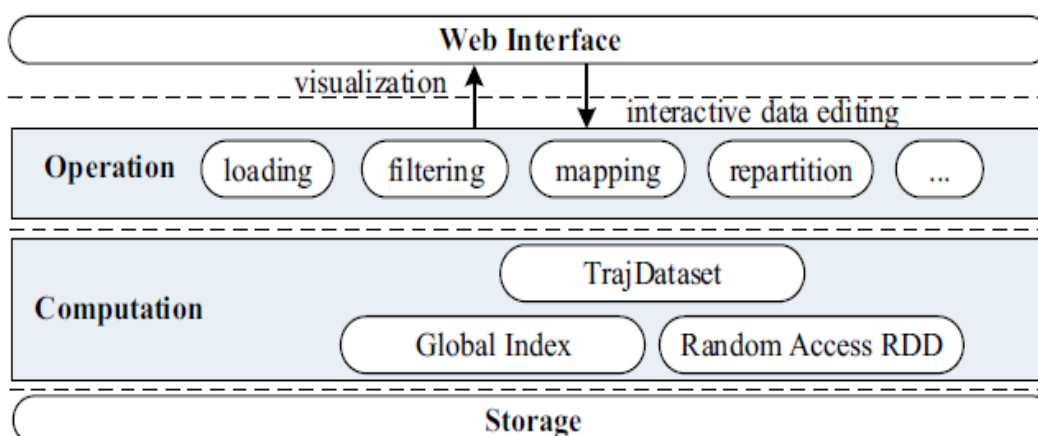 Web Interface
visualization
interactive data editing
Operation
loading
filtering
mapping
repartition
...
TrajDataset
Computation
Global Index
Random Access RDD
Storage